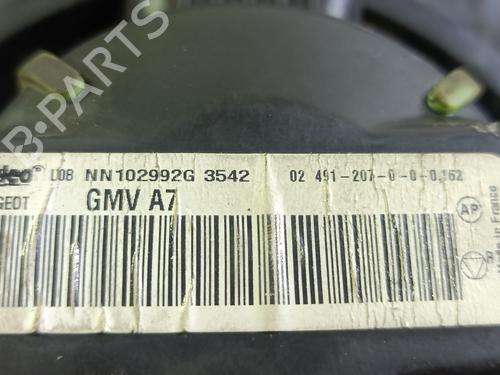 B-PARTS
L08 NN102992G 3542 02 491-207-0-0-0162
GMV A7
AP